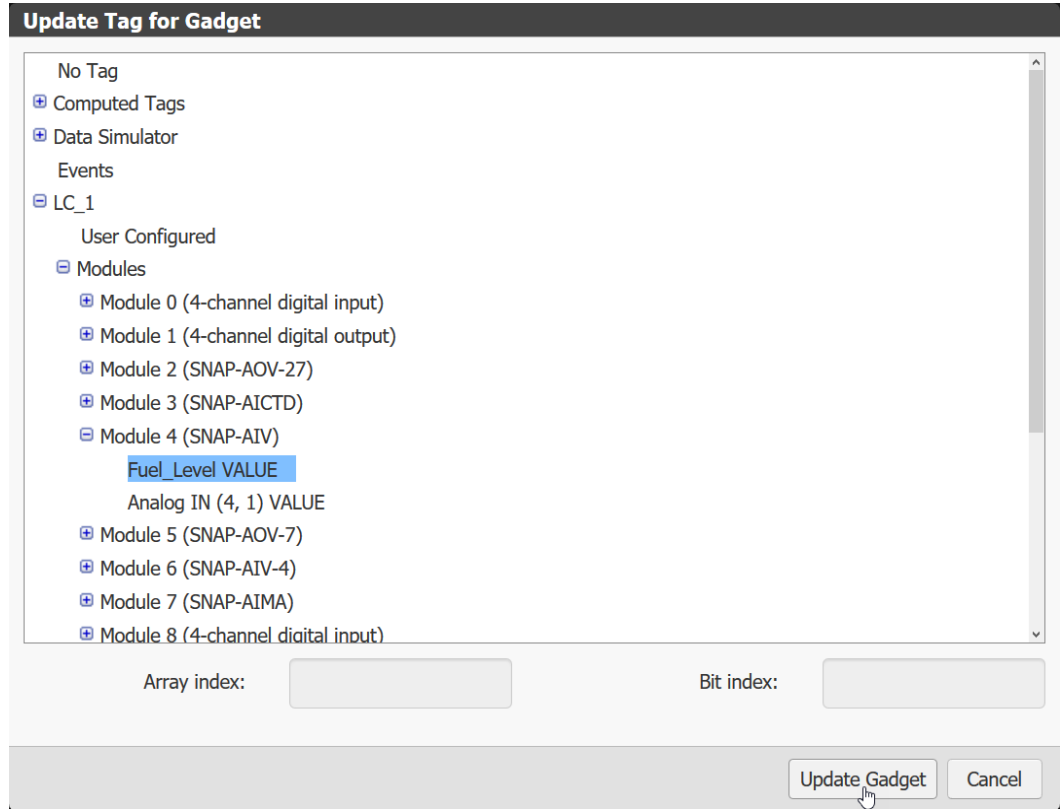 Update Tag for Gadget
No Tag
Computed Tags
Data Simulator
Events
LC_1
User Configured
Modules
Module 0 (4-channel digital input)
Module 1 (4-channel digital output)
Module 2 (SNAP-AOV-27)
Module 3 (SNAP-AICTD)
Module 4 (SNAP-AIV)
Fuel_Level VALUE
Analog IN (4, 1) VALUE
Module 5 (SNAP-AOV-7)
Module 6 (SNAP-AIV-4)
Module 7 (SNAP-AIMA)
Module 8 (4-channel digital input)
Array index: Bit index:
Update Gadget Cancel